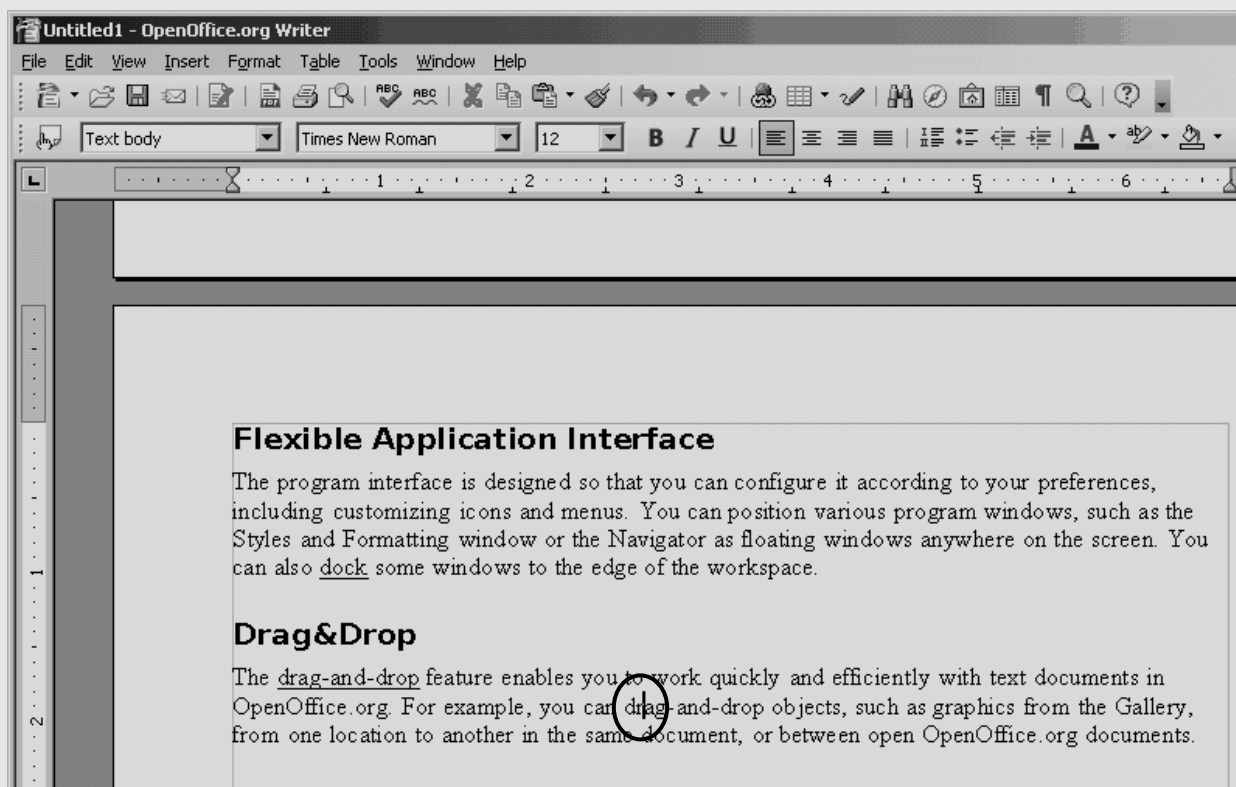 Untitled1 - OpenOffice.org Writer
File Edit View Insert Format Table Tools Window Help
PDF ABC ABC
Text body Times New Roman 12 B I U A ab
1 2 3 4 5 6
Flexible Application Interface
The program interface is designed so that you can configure it according to your preferences,
including customizing icons and menus. You can position various program windows, such as the
Styles and Formatting window or the Navigator as floating windows anywhere on the screen. You
can also dock some windows to the edge of the workspace.
1
Drag&Drop
The drag-and-drop feature enables you to work quickly and efficiently with text documents in
OpenOffice.org. For example, you can drag-and-drop objects, such as graphics from the Gallery,
2
from one location to another in the same document, or between open OpenOffice.org documents.